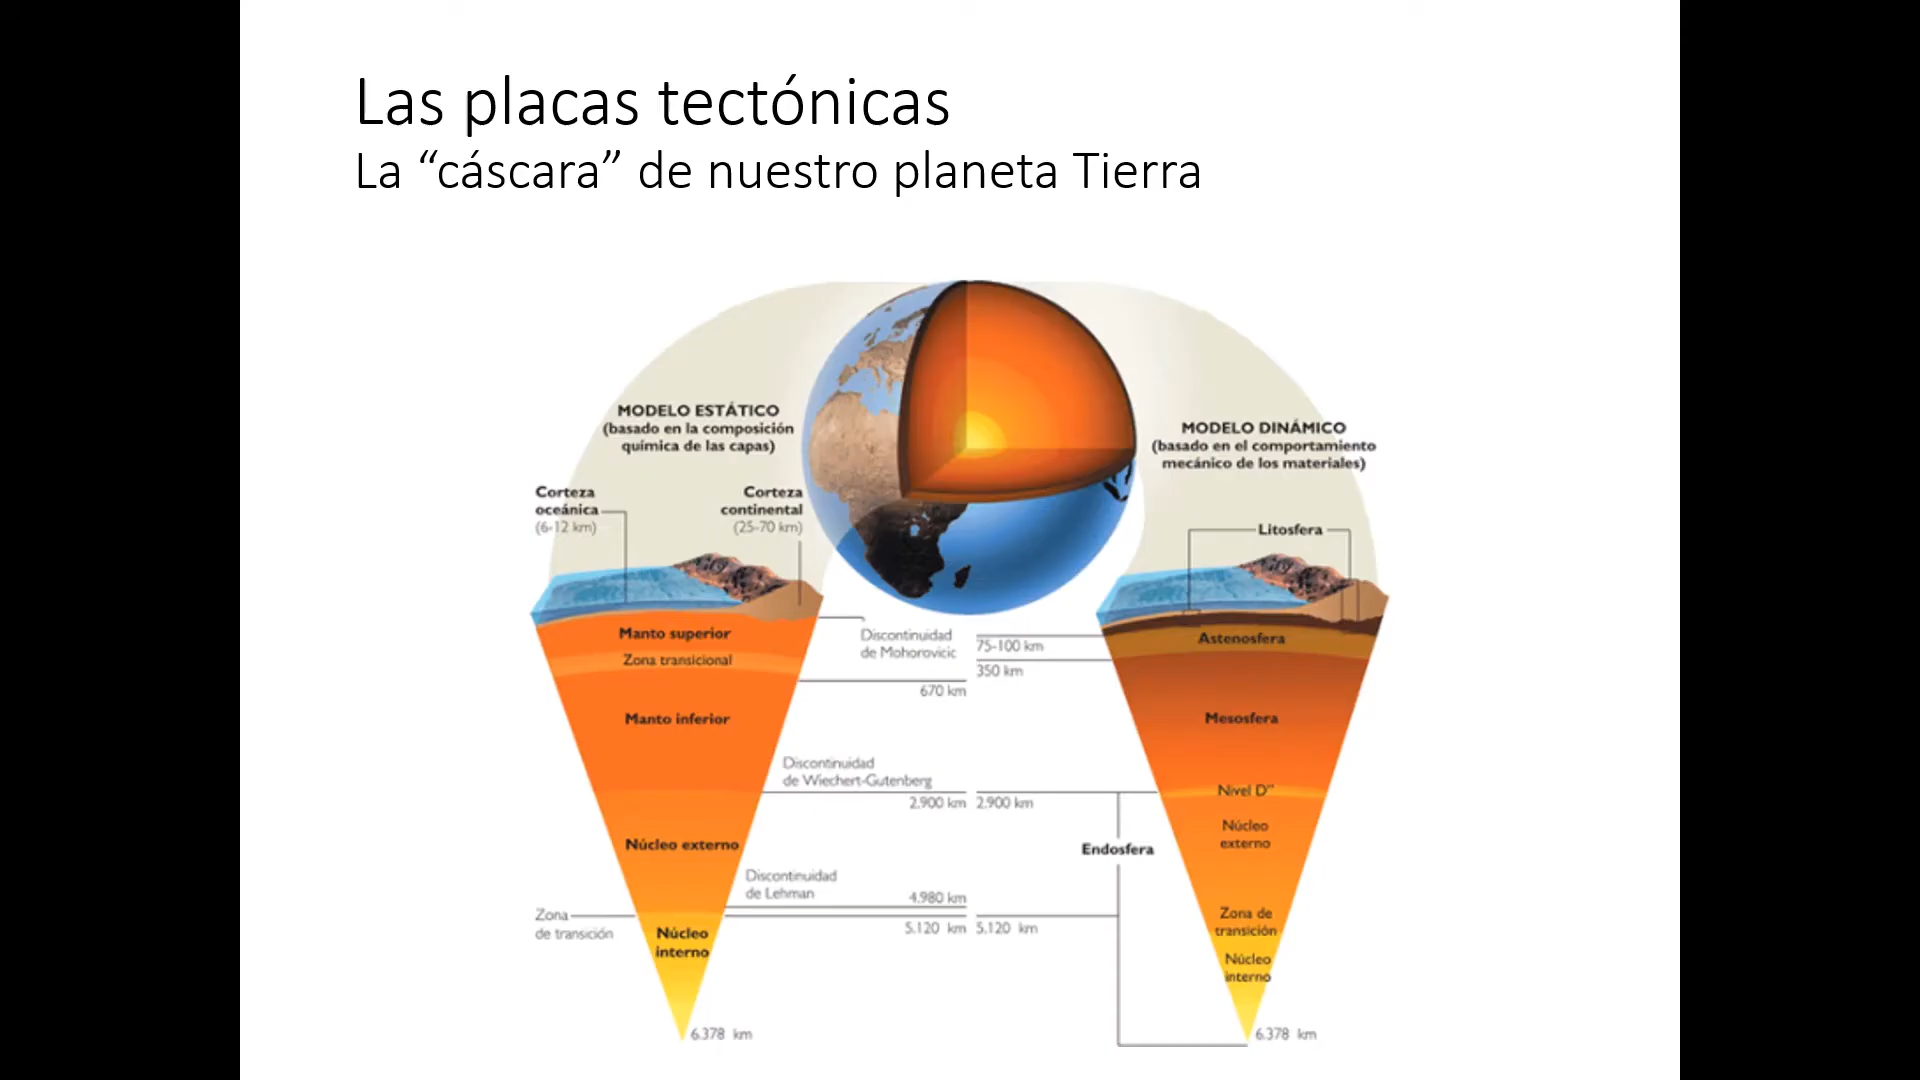 Las placas tectónicas
La “cáscara” de nuestro planeta Tierra
MODELO ESTÁTICO
(basado en la composición
química de las capas)
Corteza
oceánica
(6-12 km)
Corteza
continental
(25-70 km)
Manto superior
Zona transicional
Manto inferior
Núcleo externo
Zona
de transición
Núcleo
interno
6.378 km
Discontinuidad
de Mohorovicic
670 km
Discontinuidad
de Wiechert-Gutenberg
2.900 km
Discontinuidad
de Lehman
4.980 km
5.120 km
MODELO DINÁMICO
(basado en el comportamiento
mecánico de los materiales)
Litosfera
75-100 km
350 km
2.900 km
5.120 km
Endosfera
Astenosfera
Mesosfera
Nivel D”
Núcleo
externo
Zona de
transición
Núcleo
interno
6.378 km